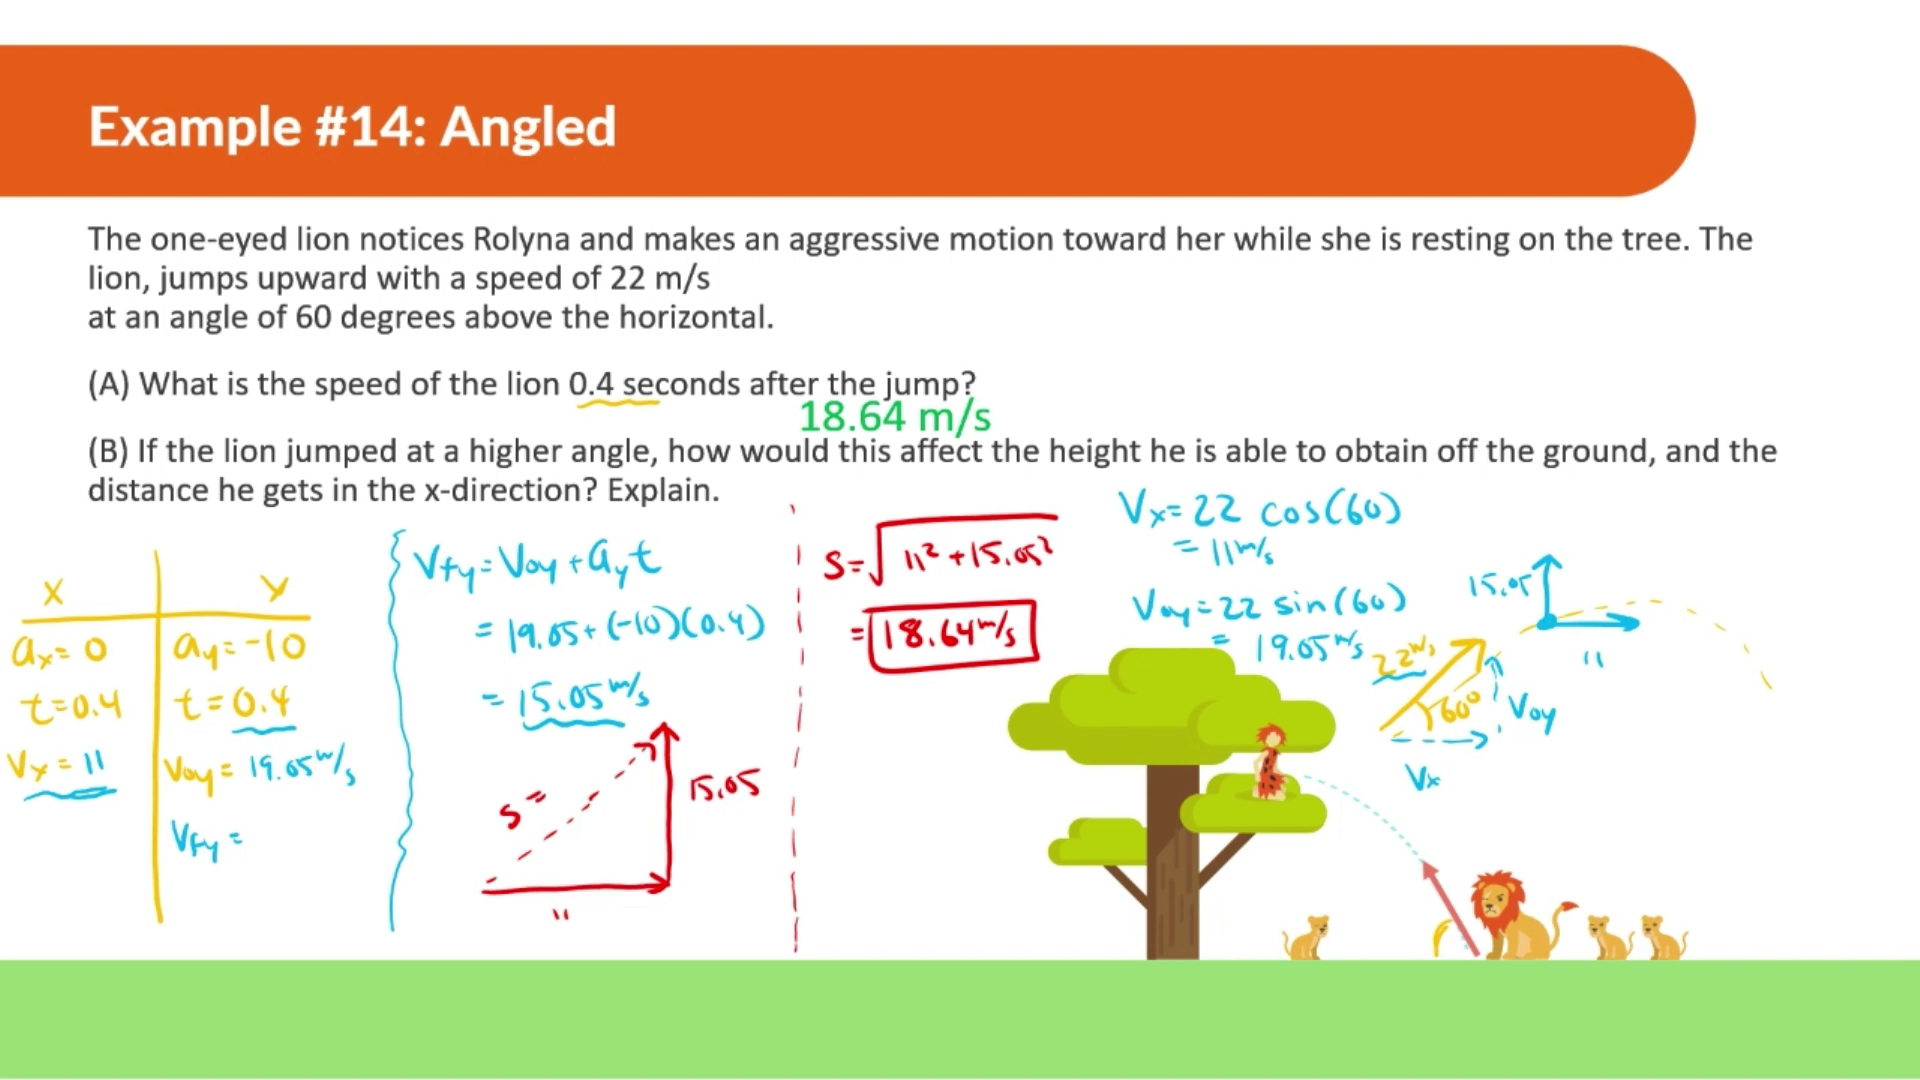 Example #14: Angled
The one-eyed lion notices Rolyna and makes an aggressive motion toward her while she is resting on the tree. The
lion, jumps upward with a speed of 22 m/s
at an angle of 60 degrees above the horizontal.
(A) What is the speed of the lion 0.4 seconds after the jump?
18.64 m/s
(B) If the lion jumped at a higher angle, how would this affect the height he is able to obtain off the ground, and the
distance he gets in the x-direction? Explain.
x
y
ax = 0
ay = -10
t = 0.4
t = 0.4
Vx = 11
Voy = 19.05 m/s
Vfy =
Vfy = Voy + ayt
= 19.05 + (-10)(0.4)
= 15.05 m/s
s =
15.05
11
S = √11² + 15.05²
= 18.64 m/s
Vx = 22 cos(60)
= 11 m/s
Voy = 22 sin(60)
= 19.05 m/s
22 m/s
60°
Voy
Vx
15.05
11